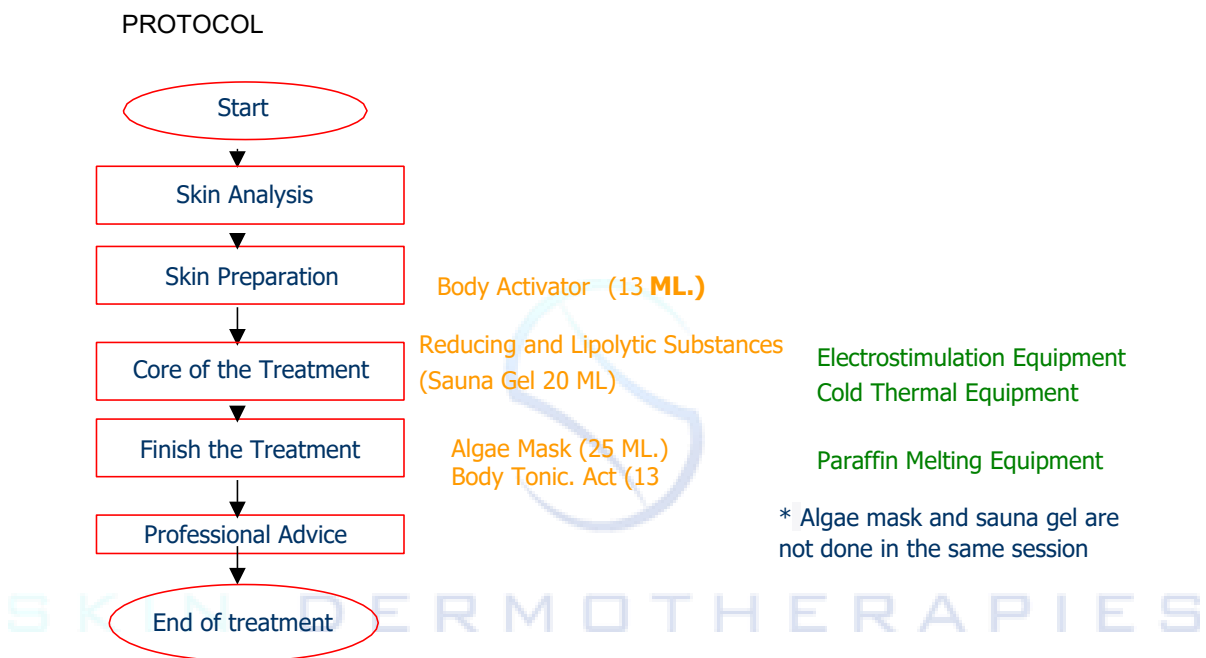 PROTOCOL
Start
Skin Analysis
Skin Preparation
Body Activator (13 ML.)
Core of the Treatment
Reducing and Lipolytic Substances
(Sauna Gel 20 ML)
Electrostimulation Equipment
Cold Thermal Equipment
Finish the Treatment
Algae Mask (25 ML.)
Body Tonic. Act (13
Paraffin Melting Equipment
Professional Advice
* Algae mask and sauna gel are
not done in the same session
End of treatment
SKIN DERMOTHERAPIES